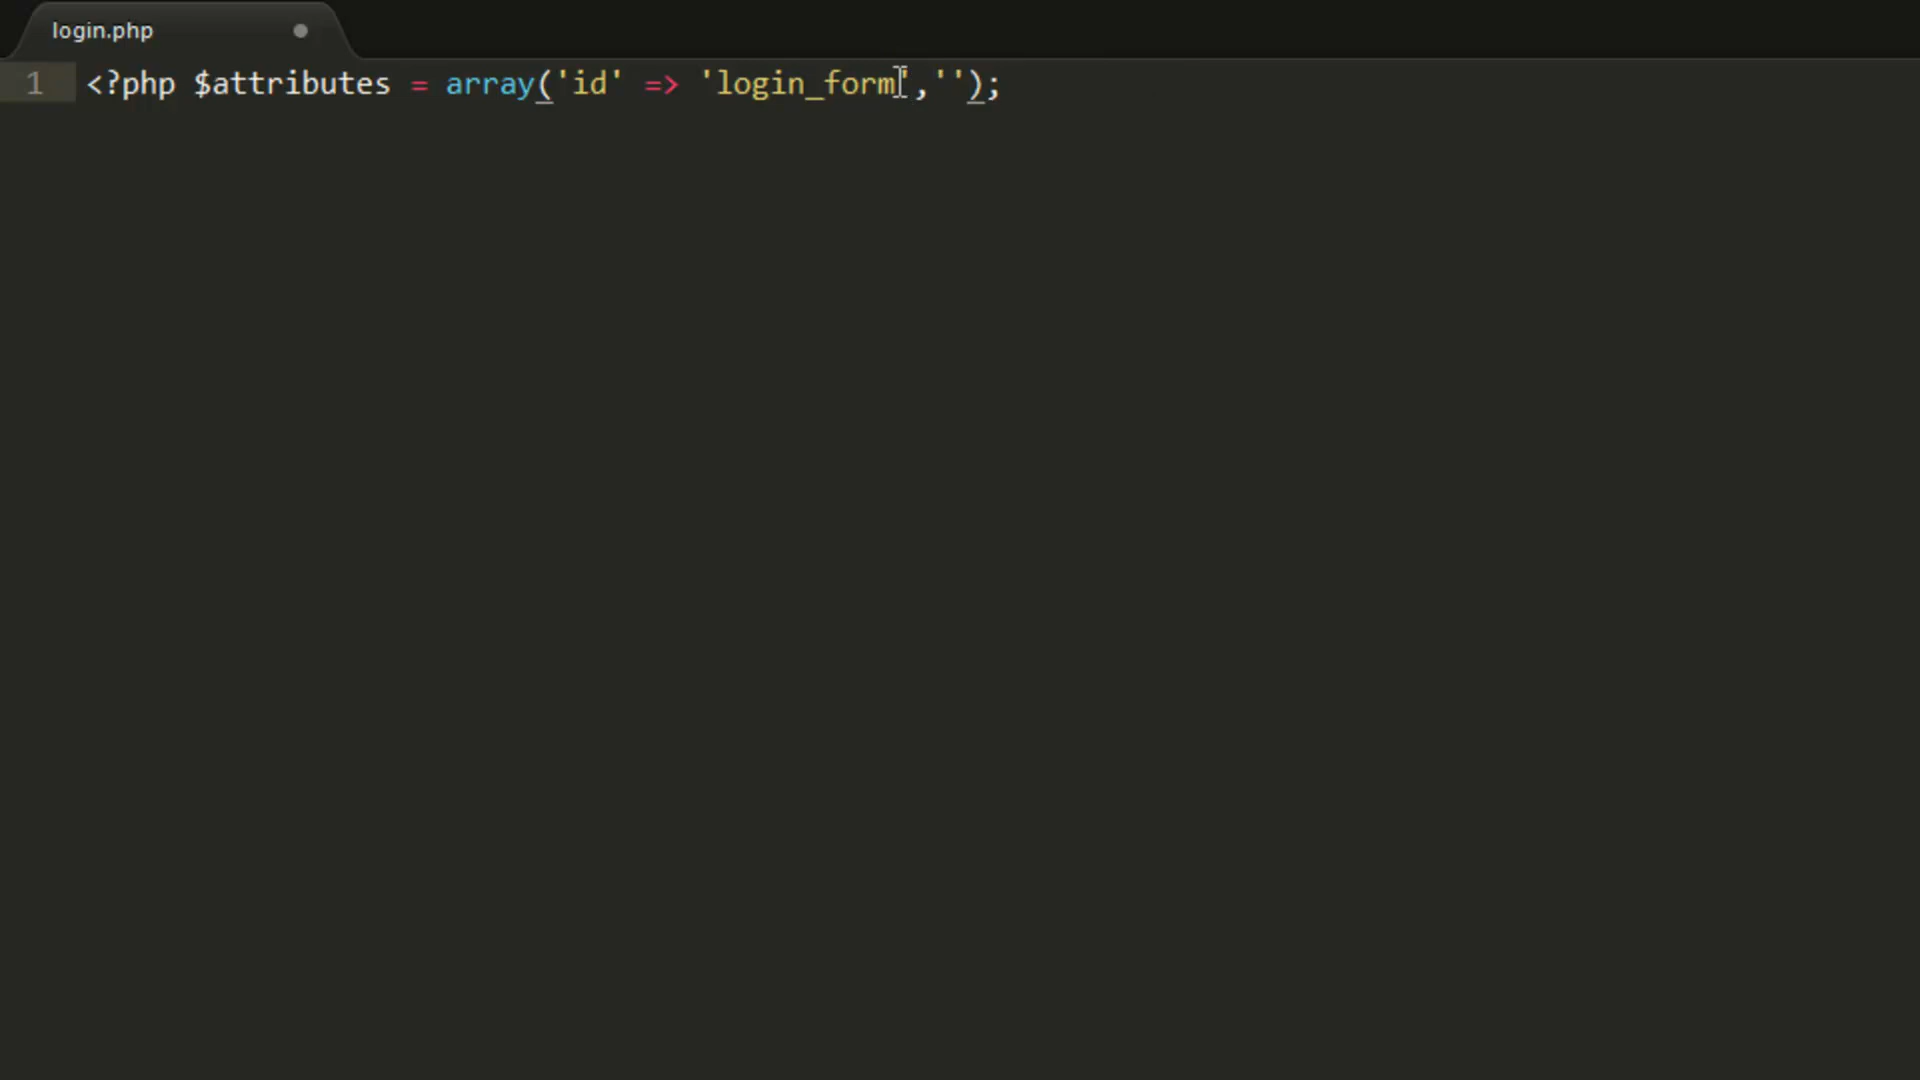 login.php
1 <?php $attributes = array('id' => 'login_form','');